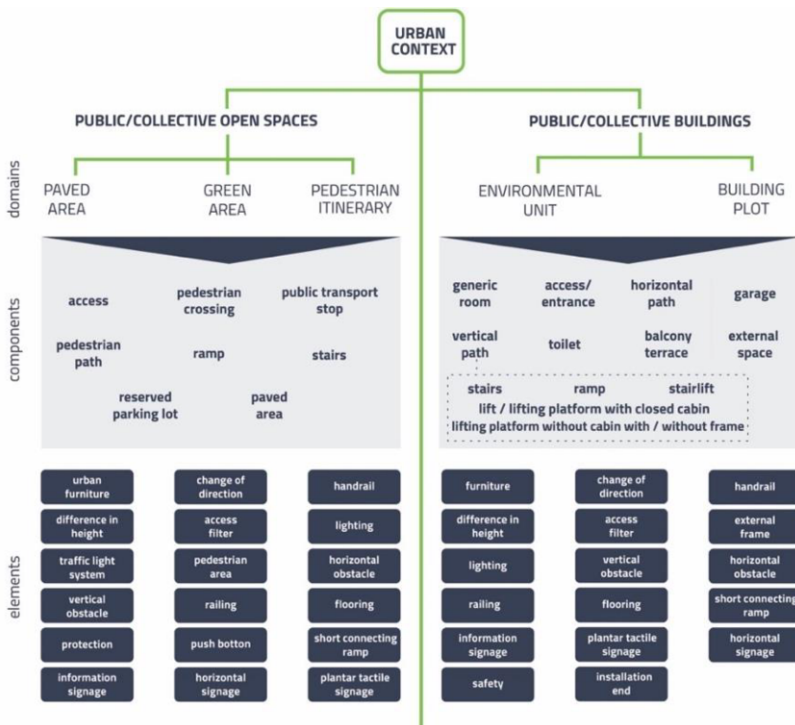 URBAN
CONTEXT
PUBLIC/COLLECTIVE OPEN SPACES
PUBLIC/COLLECTIVE BUILDINGS
domains
PAVED
AREA
GREEN
AREA
PEDESTRIAN
ITINERARY
ENVIRONMENTAL
UNIT
BUILDING
PLOT
components
access
pedestrian
crossing
public transport
stop
pedestrian
path
ramp
stairs
reserved
parking lot
paved
area
generic
room
access/
entrance
horizontal
path
garage
vertical
path
toilet
balcony
terrace
external
space
stairs
ramp
stairlift
lift / lifting platform with closed cabin
lifting platform without cabin with / without frame
elements
urban
furniture
change of
direction
handrail
difference in
height
access
filter
lighting
traffic light
system
pedestrian
area
horizontal
obstacle
vertical
obstacle
railing
flooring
protection
push botton
short connecting
ramp
information
signage
horizontal
signage
plantar tactile
signage
furniture
change of
direction
handrail
difference in
height
access
filter
external
frame
lighting
vertical
obstacle
horizontal
obstacle
railing
flooring
short connecting
ramp
information
signage
plantar tactile
signage
horizontal
signage
safety
installation
end